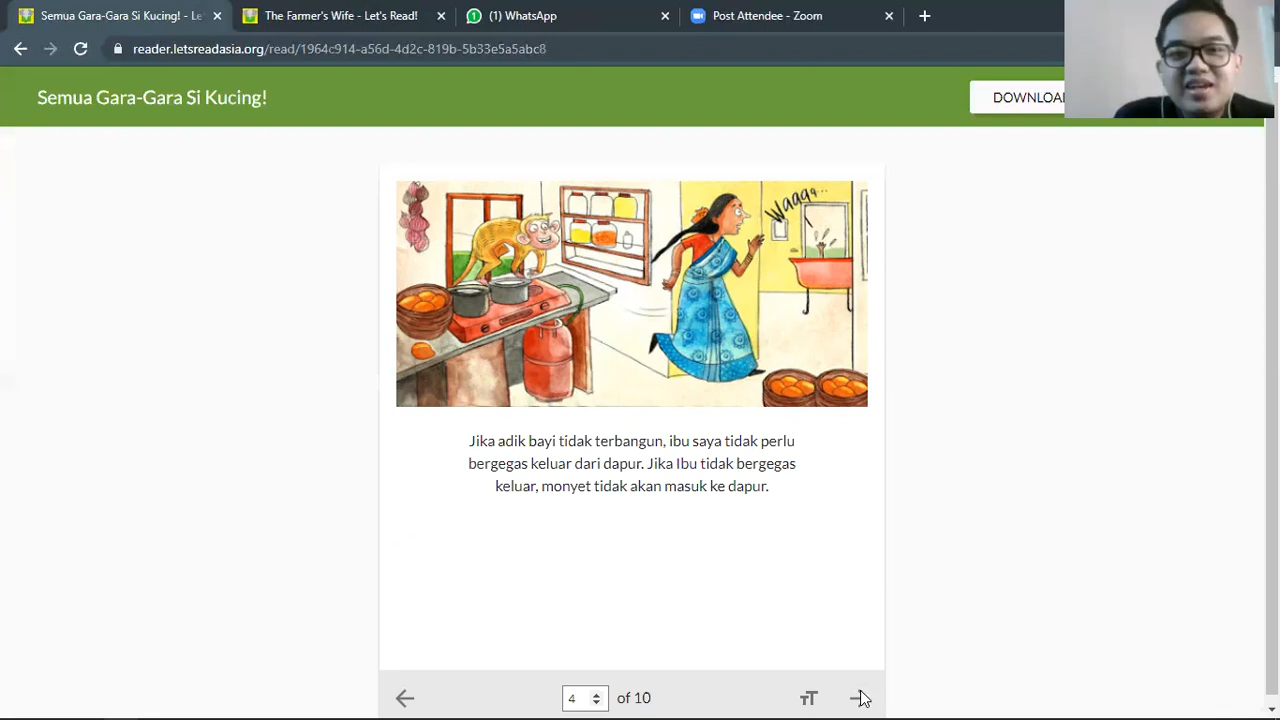 Semua Gara-Gara Si Kucing! - Le
The Farmer's Wife - Let's Read!
(1) WhatsApp
Post Attendee - Zoom
reader.letsreadasia.org/read/1964c914-a56d-4d2c-819b-5b33e5a5abc8
Semua Gara-Gara Si Kucing!
DOWNLOA
Waaaa...
Jika adik bayi tidak terbangun, ibu saya tidak perlu
bergegas keluar dari dapur. Jika Ibu tidak bergegas
keluar, monyet tidak akan masuk ke dapur.
4 of 10
TT